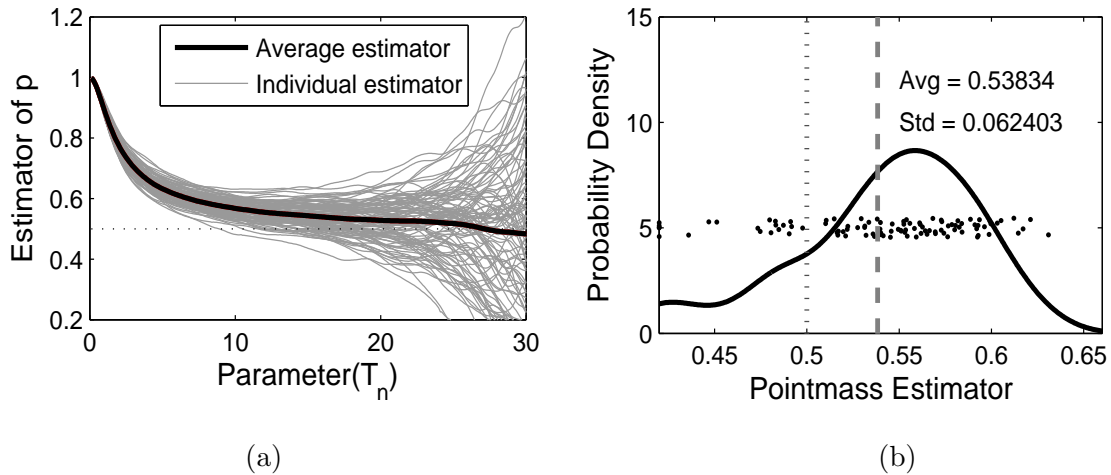 1.2
1
0.8
0.6
0.4
0.2
Estimator of p
Average estimator
Individual estimator
0
10
20
30
Parameter(T_n)
(a)
15
10
5
0
Probability Density
Avg = 0.53834
Std = 0.062403
0.45
0.5
0.55
0.6
0.65
Pointmass Estimator
(b)